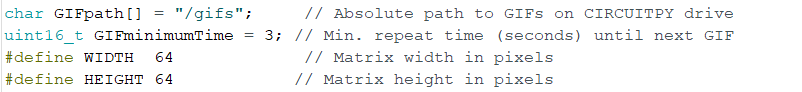 char GIFpath[] = "/gifs";     // Absolute path to GIFs on CIRCUITPY drive
uint16_t GIFminimumTime = 3; // Min. repeat time (seconds) until next GIF
#define WIDTH  64             // Matrix width in pixels
#define HEIGHT 64            // Matrix height in pixels